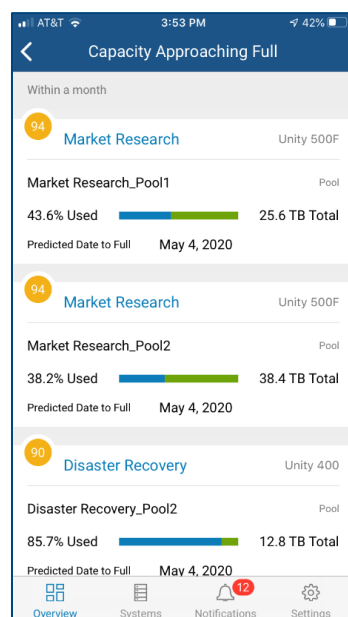 AT&T 3:53 PM 42%
Capacity Approaching Full
Within a month
94
Market Research Unity 500F
Market Research_Pool1 Pool
43.6% Used 25.6 TB Total
Predicted Date to Full May 4, 2020
94
Market Research Unity 500F
Market Research_Pool2 Pool
38.2% Used 38.4 TB Total
Predicted Date to Full May 4, 2020
90
Disaster Recovery Unity 400
Disaster Recovery_Pool2 Pool
85.7% Used 12.8 TB Total
Predicted Date to Full May 4, 2020
12
Overview Systems Notifications Settings